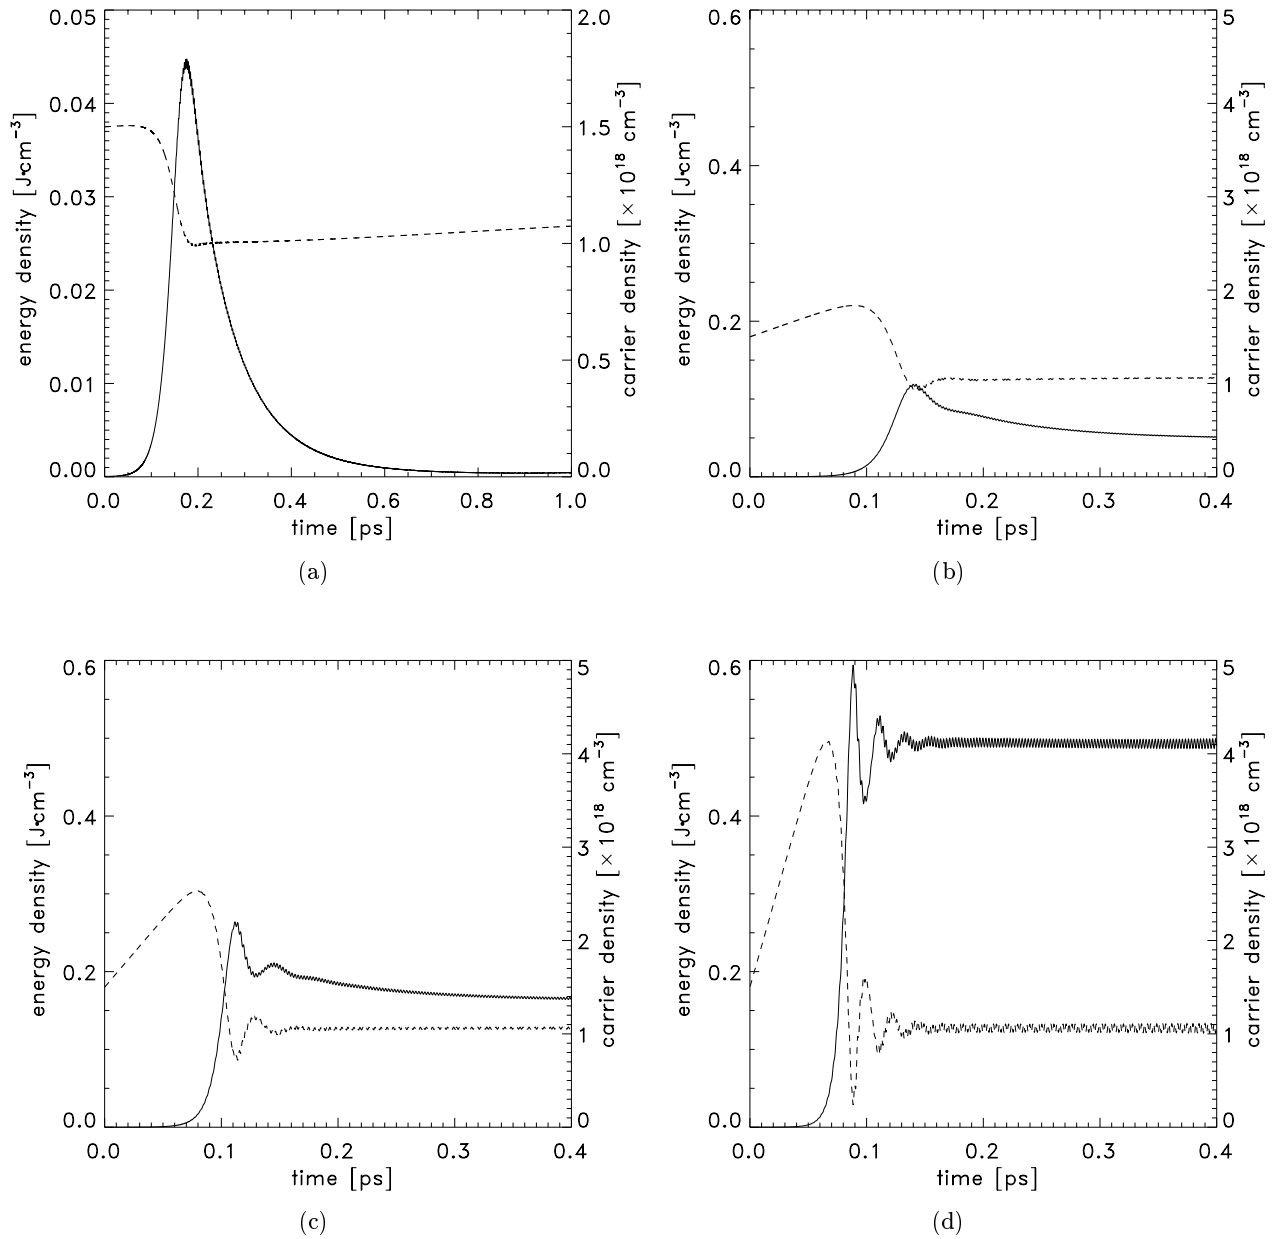 0.05
0.04
0.03
0.02
0.01
0.00
energy density [J·cm⁻³]
2.0
1.5
1.0
0.5
0.0
carrier density [×10¹⁸ cm⁻³]
0.0 0.2 0.4 0.6 0.8 1.0
time [ps]
(a)
0.6
0.4
0.2
0.0
energy density [J·cm⁻³]
5
4
3
2
1
0
carrier density [×10¹⁸ cm⁻³]
0.0 0.1 0.2 0.3 0.4
time [ps]
(b)
0.6
0.4
0.2
0.0
energy density [J·cm⁻³]
5
4
3
2
1
0
carrier density [×10¹⁸ cm⁻³]
0.0 0.1 0.2 0.3 0.4
time [ps]
(c)
0.6
0.4
0.2
0.0
energy density [J·cm⁻³]
5
4
3
2
1
0
carrier density [×10¹⁸ cm⁻³]
0.0 0.1 0.2 0.3 0.4
time [ps]
(d)